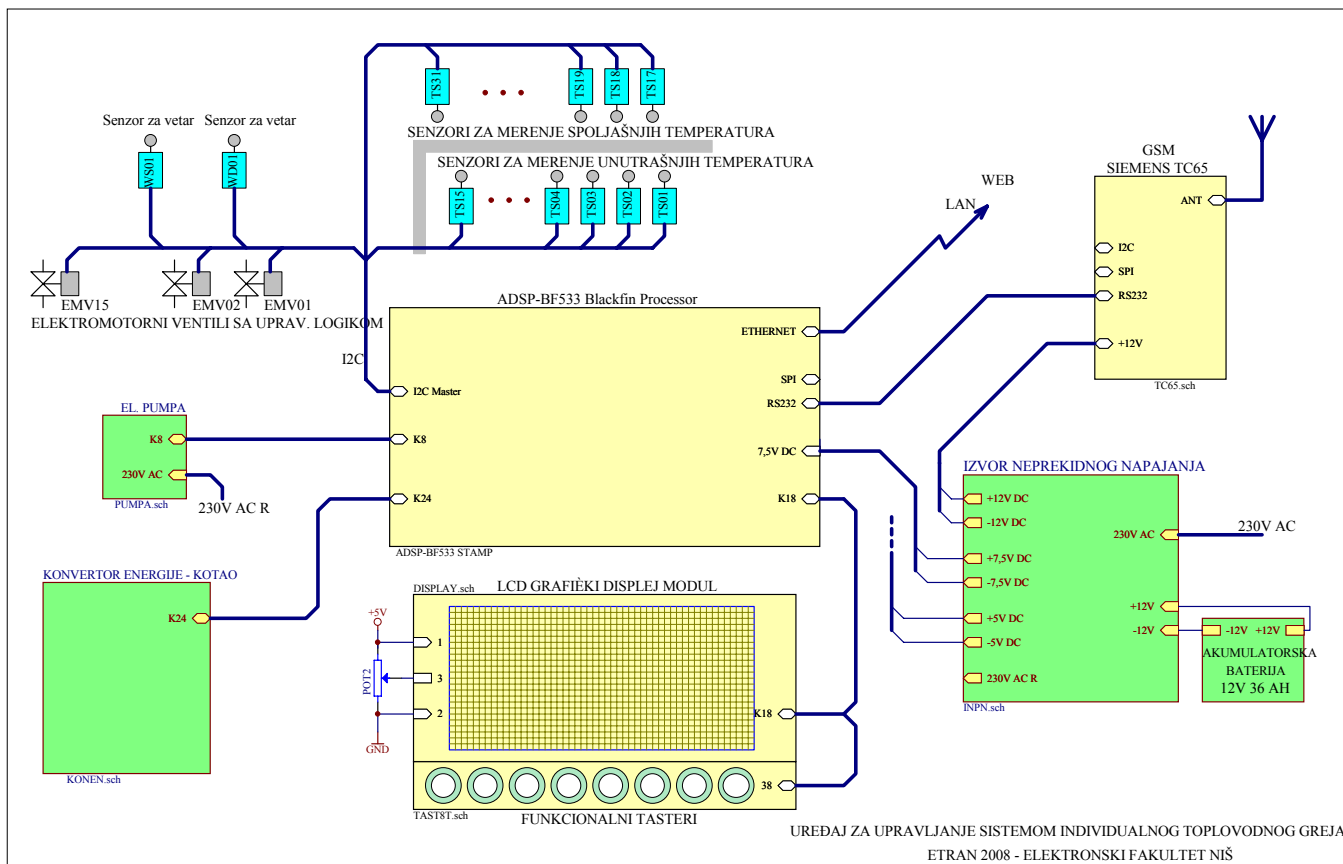 TS31
TS19
TS18
TS17
SENZORI ZA MERENJE SPOLJAŠNJIH TEMPERATURA
Senzor za vetar
Senzor za vetar
WS01
WD01
SENZORI ZA MERENJE UNUTRAŠNJIH TEMPERATURA
TS15
TS04
TS03
TS02
TS01
EMV15
EMV02
EMV01
ELEKTROMOTORNI VENTILI SA UPRAV. LOGIKOM
I2C
WEB
LAN
GSM
SIEMENS TC65
ANT
I2C
SPI
RS232
+12V
TC65.sch
ADSP-BF533 Blackfin Processor
ETHERNET
SPI
RS232
7,5V DC
K18
I2C Master
K8
K24
ADSP-BF533 STAMP
EL. PUMPA
K8
230V AC
PUMPA.sch
230V AC R
KONVERTOR ENERGIJE - KOTAO
K24
KONEN.sch
IZVOR NEPREKIDNOG NAPAJANJA
+12V DC
-12V DC
+7,5V DC
-7,5V DC
+5V DC
-5V DC
230V AC R
230V AC
+12V
-12V
INPN.sch
230V AC
-12V
+12V
AKUMULATORSKA
BATERIJA
12V 36 AH
DISPLAY.sch
LCD GRAFIÈKI DISPLEJ MODUL
+5V
POT2
GND
1
3
2
K18
38
TAST8T.sch
FUNKCIONALNI TASTERI
UREĐAJ ZA UPRAVLJANJE SISTEMOM INDIVIDUALNOG TOPLOVODNOG GREJA
ETRAN 2008 - ELEKTRONSKI FAKULTET NIŠ